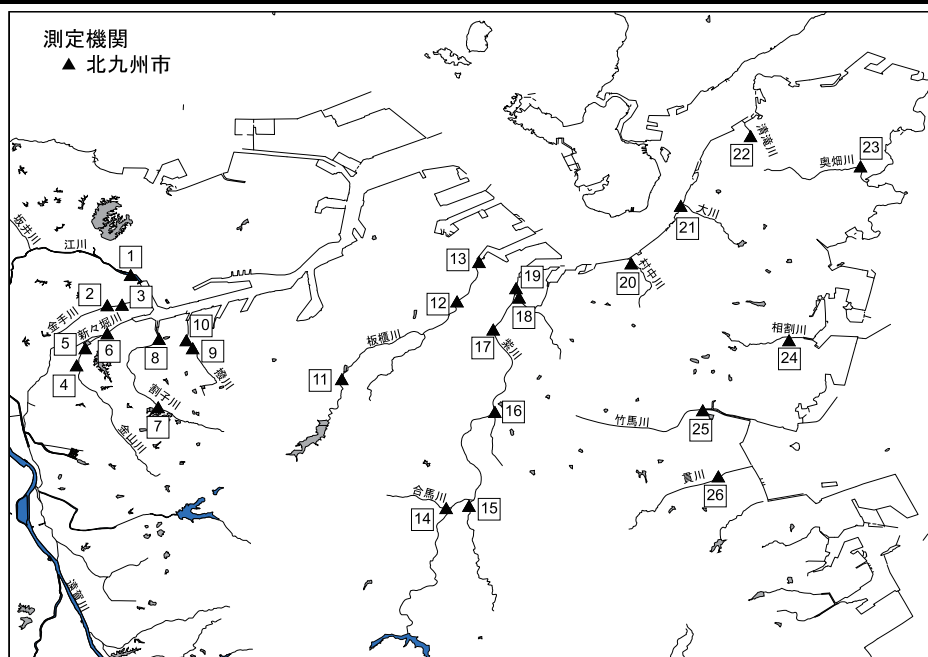 測定機関
▲ 北九州市
坂井川
江川
1
2
3
金手川
新々堀川
10
5
6
8
9
4
撥川
割子川
7
金山川
遠賀川
13
12
板櫃川
11
19
18
17
紫川
16
合馬川
14
15
22
清滝川
奥畑川
23
大川
21
村中川
20
相割川
24
竹馬川
25
貫川
26